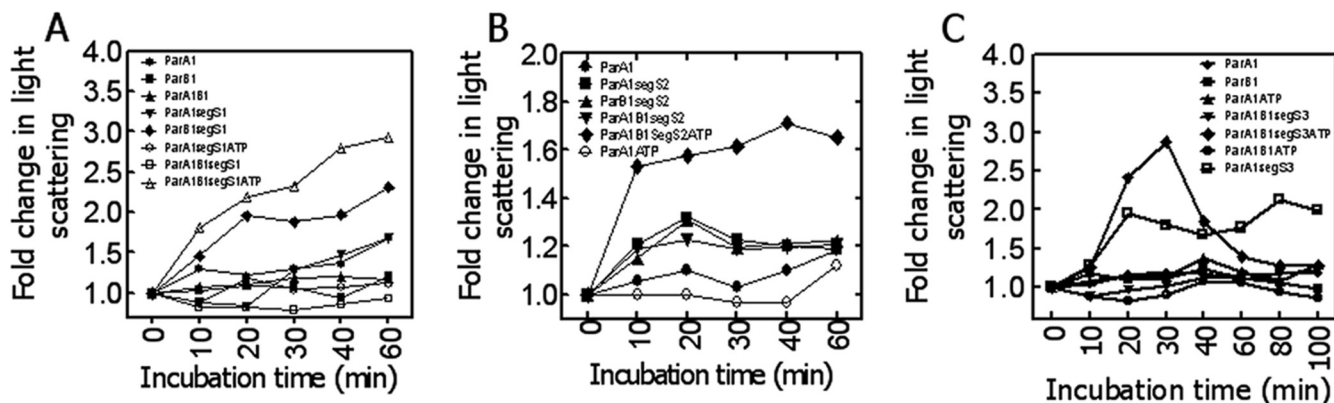 A
Fold change in light
scattering
4.0
3.5
3.0
2.5
2.0
1.5
1.0
ParA1
ParB1
ParA1B1
ParA1segS1
ParB1segS1
ParA1segS1ATP
ParA1B1segS1
ParA1B1segS1ATP
0
10
20
30
40
60
Incubation time (min)
B
Fold change in light
scattering
2.0
1.8
1.6
1.4
1.2
1.0
ParA1
ParA1segS2
ParB1segS2
ParA1B1segS2
ParA1B1SegS2ATP
ParA1ATP
0
10
20
30
40
60
Incubation time (min)
C
Fold change in light
scattering
4.0
3.5
3.0
2.5
2.0
1.5
1.0
ParA1
ParB1
ParA1ATP
ParA1B1segS3
ParA1B1segS3ATP
ParA1B1ATP
ParA1segS3
0
10
20
30
40
60
80
100
Incubation time (min)